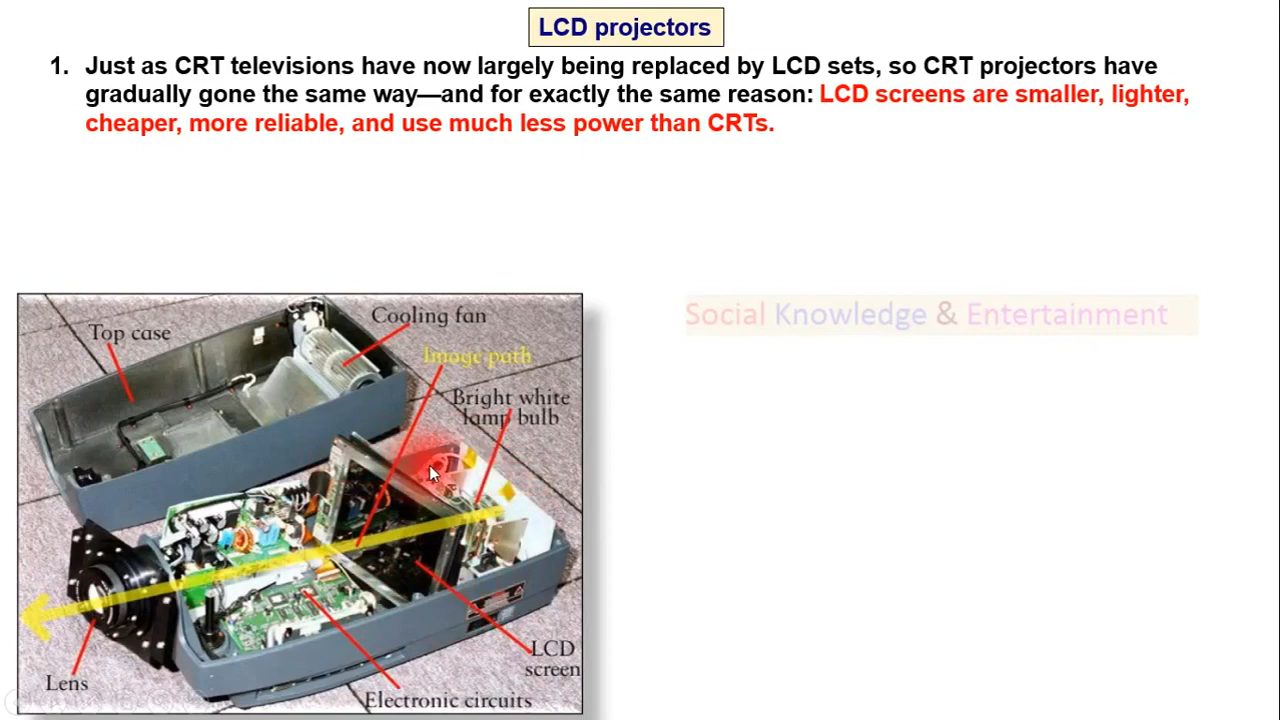 LCD projectors
1. Just as CRT televisions have now largely being replaced by LCD sets, so CRT projectors have
gradually gone the same way—and for exactly the same reason: LCD screens are smaller, lighter,
cheaper, more reliable, and use much less power than CRTs.
Social Knowledge & Entertainment
Top case
Cooling fan
Image path
Bright white
lamp bulb
LCD
screen
Lens
Electronic circuits